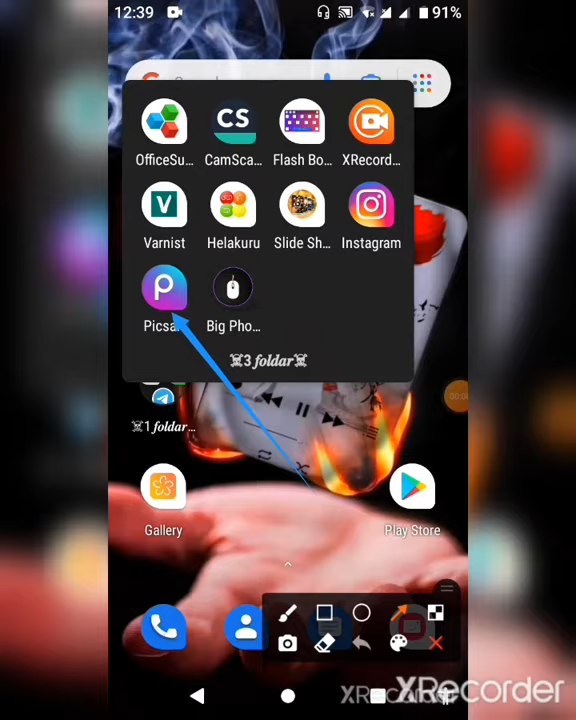 12:39
91%
OfficeSu...
CamSca...
Flash Bo...
XRecord...
CS
V
Varnist
Helakuru
Slide Sh...
Instagram
Picsa
Big Pho...
☠3 foldar☠
☠1 foldar...
Gallery
Play Store
XRecorder